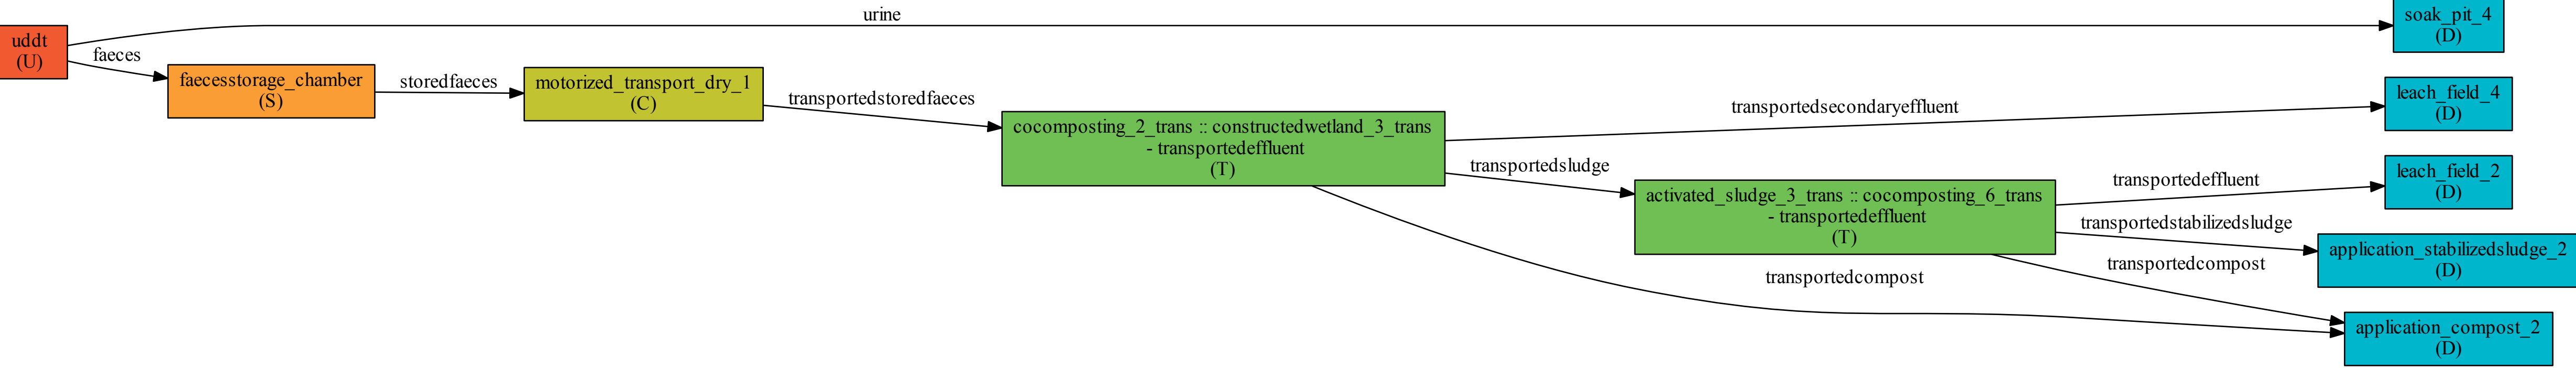 urine
soak_pit_4
(D)
uddt
(U)
faeces
faecesstorage_chamber
(S)
storedfaeces
motorized_transport_dry_1
(C)
transportedstoredfaeces
cocomposting_2_trans :: constructedwetland_3_trans
- transportedeffluent
(T)
transportedsecondaryeffluent
leach_field_4
(D)
transportedsludge
activated_sludge_3_trans :: cocomposting_6_trans
- transportedeffluent
(T)
transportedeffluent
leach_field_2
(D)
transportedstabilizedsludge
application_stabilizedsludge_2
(D)
transportedcompost
transportedcompost
application_compost_2
(D)